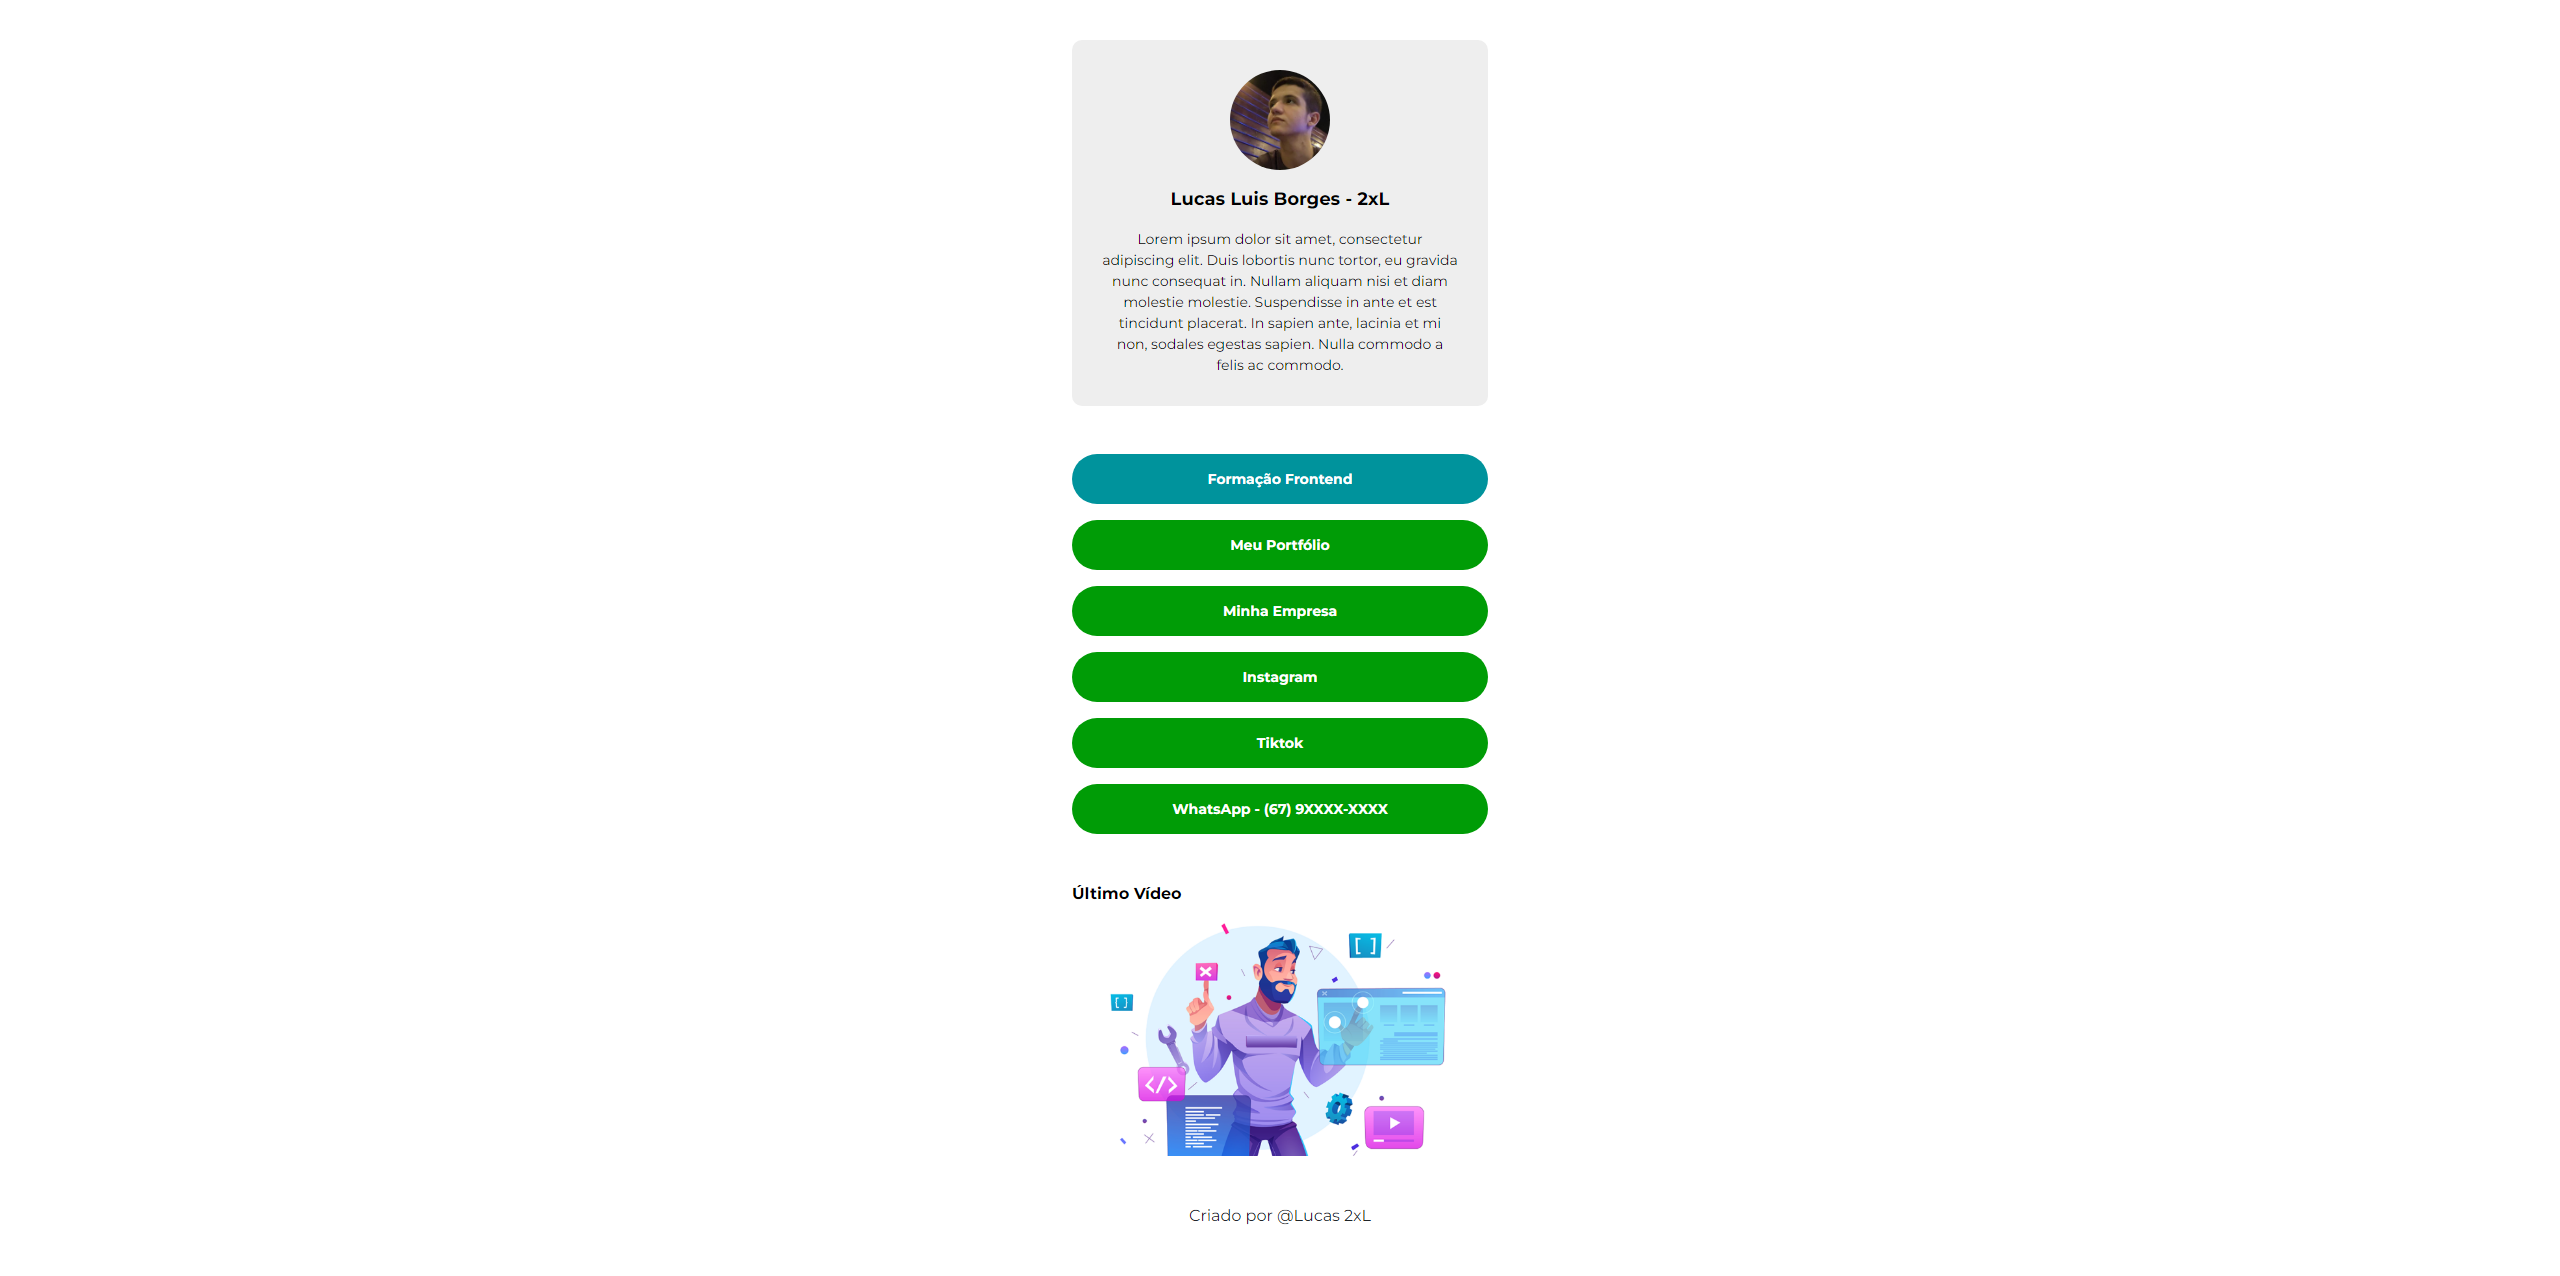 Lucas Luis Borges - 2xL
Lorem ipsum dolor sit amet, consectetur
adipiscing elit. Duis lobortis nunc tortor, eu gravida
nunc consequat in. Nullam aliquam nisi et diam
molestie molestie. Suspendisse in ante et est
tincidunt placerat. In sapien ante, lacinia et mi
non, sodales egestas sapien. Nulla commodo a
felis ac commodo.
Formação Frontend
Meu Portfólio
Minha Empresa
Instagram
Tiktok
WhatsApp - (67) 9XXXX-XXXX
Último Vídeo
[ ]
[ ]
</>
Criado por @Lucas 2xL